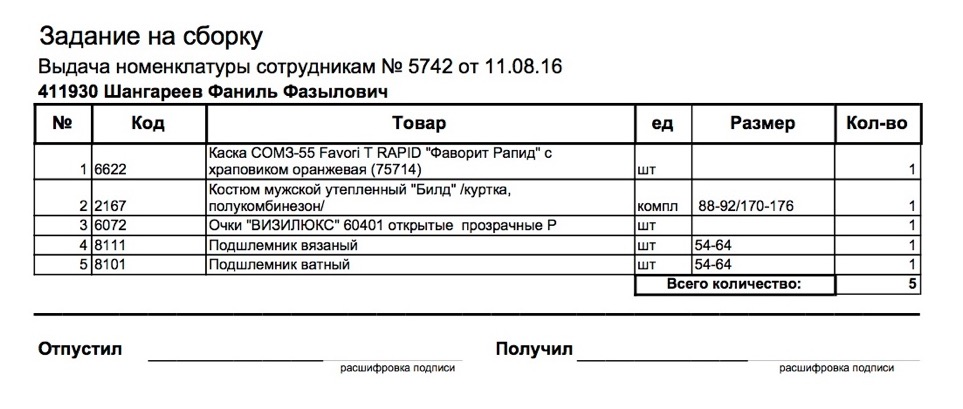 Задание на сборку
Выдача номенклатуры сотрудникам № 5742 от 11.08.16
411930 Шангареев Фаниль Фазылович
№ Код Товар ед Размер Кол-во
1 6622 Каска СОМЗ-55 Favori T RAPID "Фаворит Рапид" с
храповиком оранжевая (75714) шт 1
2 2167 Костюм мужской утепленный "Билд" /куртка,
полукомбинезон/ компл 88-92/170-176 1
3 6072 Очки "ВИЗИЛЮКС" 60401 открытые прозрачные Р шт 1
4 8111 Подшлемник вязаный шт 54-64 1
5 8101 Подшлемник ватный шт 54-64 1
Всего количество: 5
Отпустил Получил
расшифровка подписи расшифровка подписи